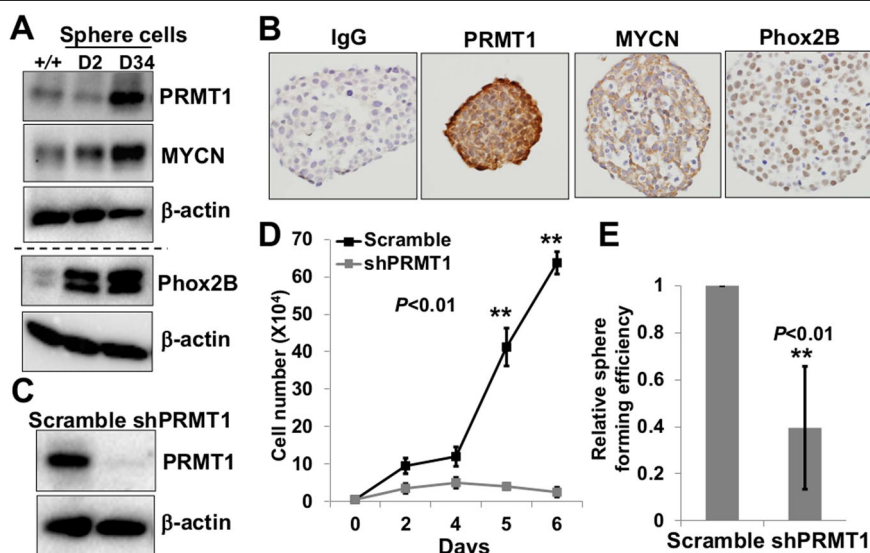 A
Sphere cells
+/+ D2 D34
PRMT1
MYCN
β-actin
Phox2B
β-actin
B
IgG PRMT1 MYCN Phox2B
C
Scramble shPRMT1
PRMT1
β-actin
D
Scramble
shPRMT1
P<0.01
**
**
Cell number (X10⁴)
70
60
50
40
30
20
10
0
0 2 4 5 6
Days
E
Relative sphere
forming efficiency
1
0.8
0.6
0.4
0.2
0
P<0.01
**
Scramble shPRMT1